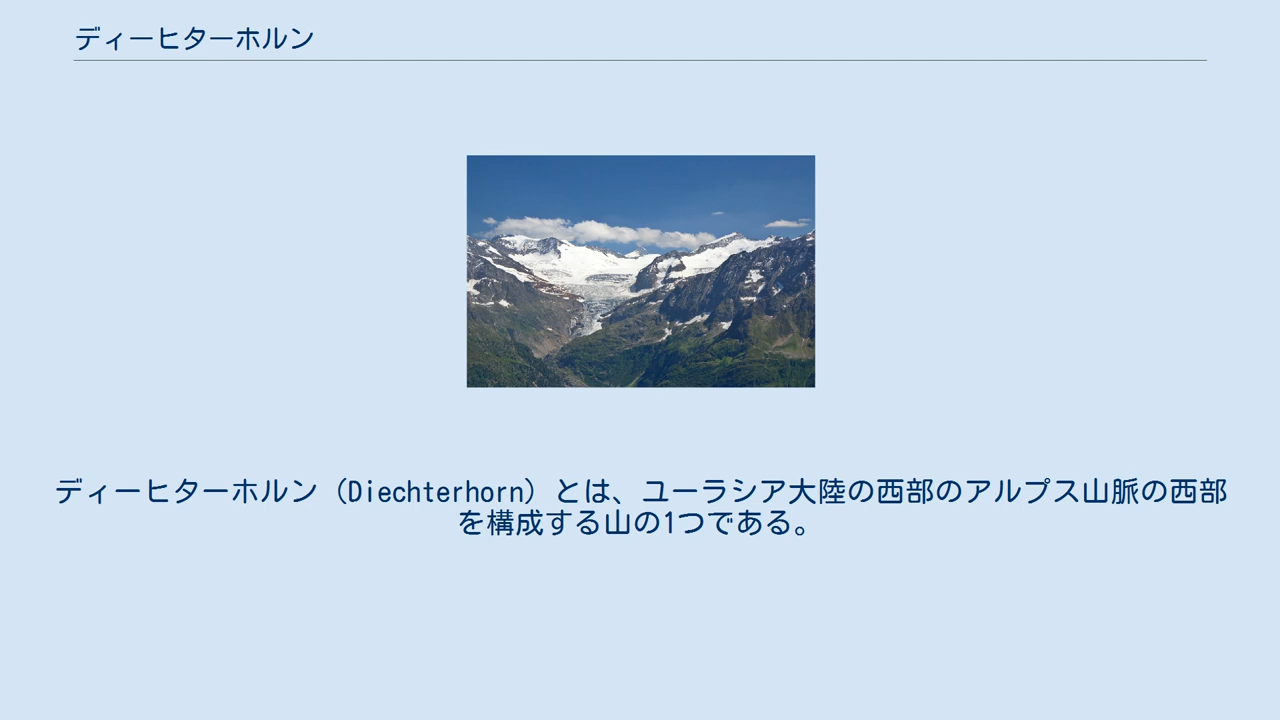 ディーヒターホルン
ディーヒターホルン（Diechterhorn）とは、ユーラシア大陸の西部のアルプス山脈の西部
を構成する山の1つである。